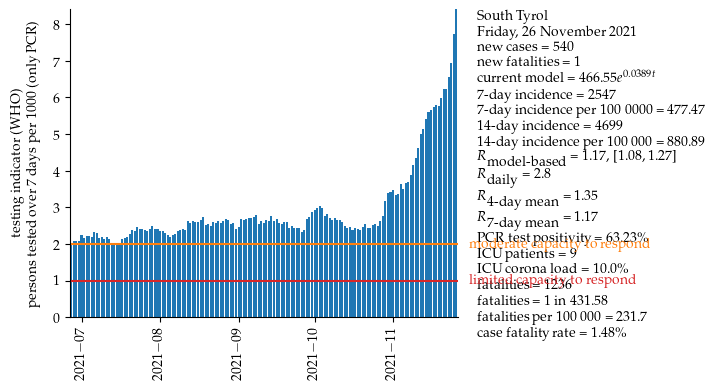 testing indicator (WHO)
persons tested over 7 days per 1000 (only PCR)
8
7
6
5
4
3
2
1
0
2021−07
2021−08
2021−09
2021−10
2021−11
South Tyrol
Friday, 26 November 2021
new cases = 540
new fatalities = 1
current model = 466.55e^0.0389t
7-day incidence = 2547
7-day incidence per 100 0000 = 477.47
14-day incidence = 4699
14-day incidence per 100 000 = 880.89
R model-based = 1.17, [1.08, 1.27]
R daily = 2.8
R 4-day mean = 1.35
R 7-day mean = 1.17
PCR test positivity = 63.23%
moderate capacity to respond
ICU patients = 9
ICU corona load = 10.0%
limited capacity to respond
fatalities = 1236
fatalities = 1 in 431.58
fatalities per 100 000 = 231.7
case fatality rate = 1.48%